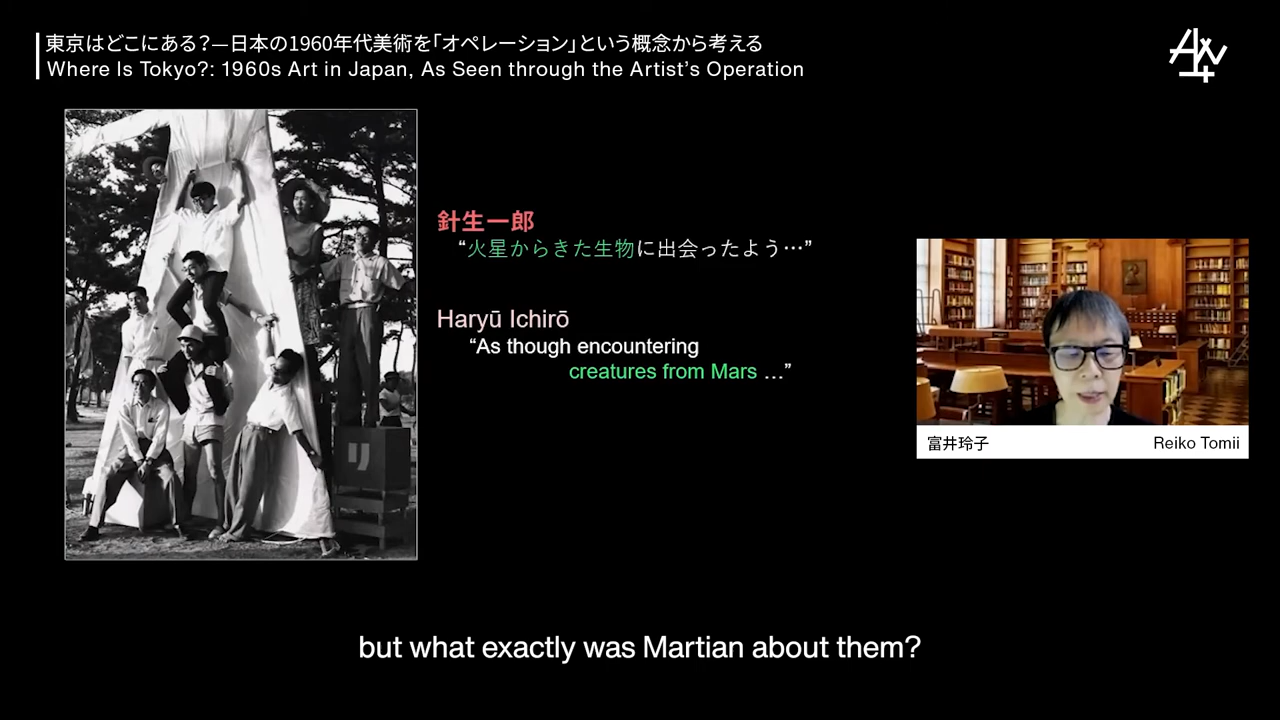 東京はどこにある?—日本の1960年代美術を「オペレーション」という概念から考える
Where Is Tokyo?: 1960s Art in Japan, As Seen through the Artist's Operation
針生一郎
“火星からきた生物に出会ったよう…”
Haryū Ichirō
“As though encountering
creatures from Mars …”
リ
富井玲子
Reiko Tomii
but what exactly was Martian about them?